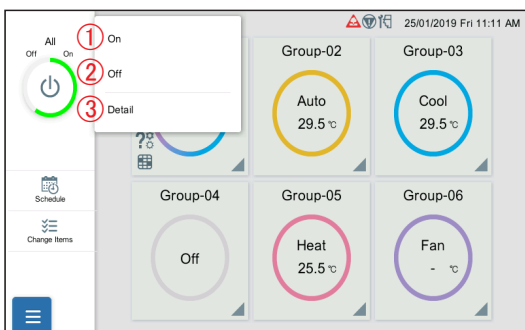 25/01/2019 Fri 11:11 AM
All
Off On
① On
② Off
③ Detail
Schedule
Change Items
Group-02
Auto
29.5 ℃
Group-03
Cool
29.5 ℃
Group-04
Off
Group-05
Heat
25.5 ℃
Group-06
Fan
- ℃